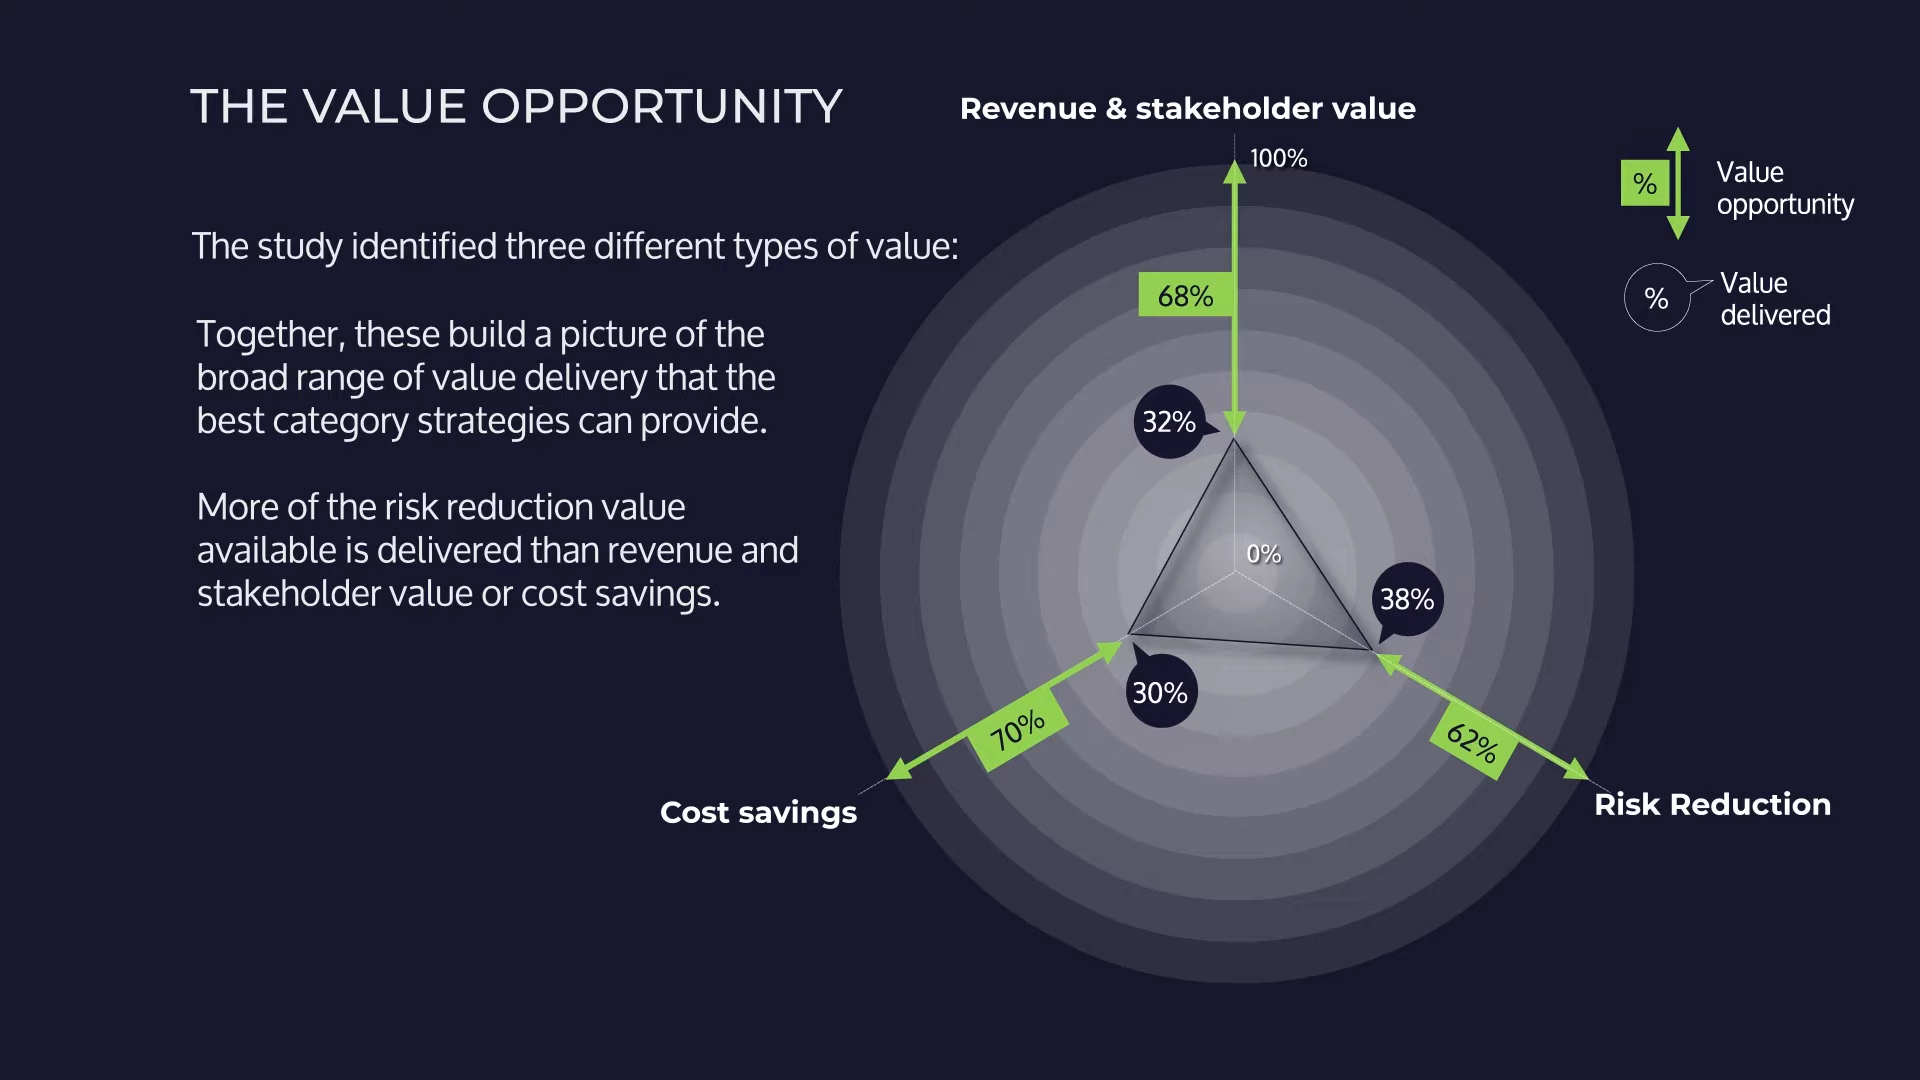 THE VALUE OPPORTUNITY
The study identified three different types of value:
Together, these build a picture of the
broad range of value delivery that the
best category strategies can provide.
More of the risk reduction value
available is delivered than revenue and
stakeholder value or cost savings.
Revenue & stakeholder value
100%
68%
32%
0%
38%
30%
70%
62%
Cost savings
Risk Reduction
%
Value
opportunity
%
Value
delivered